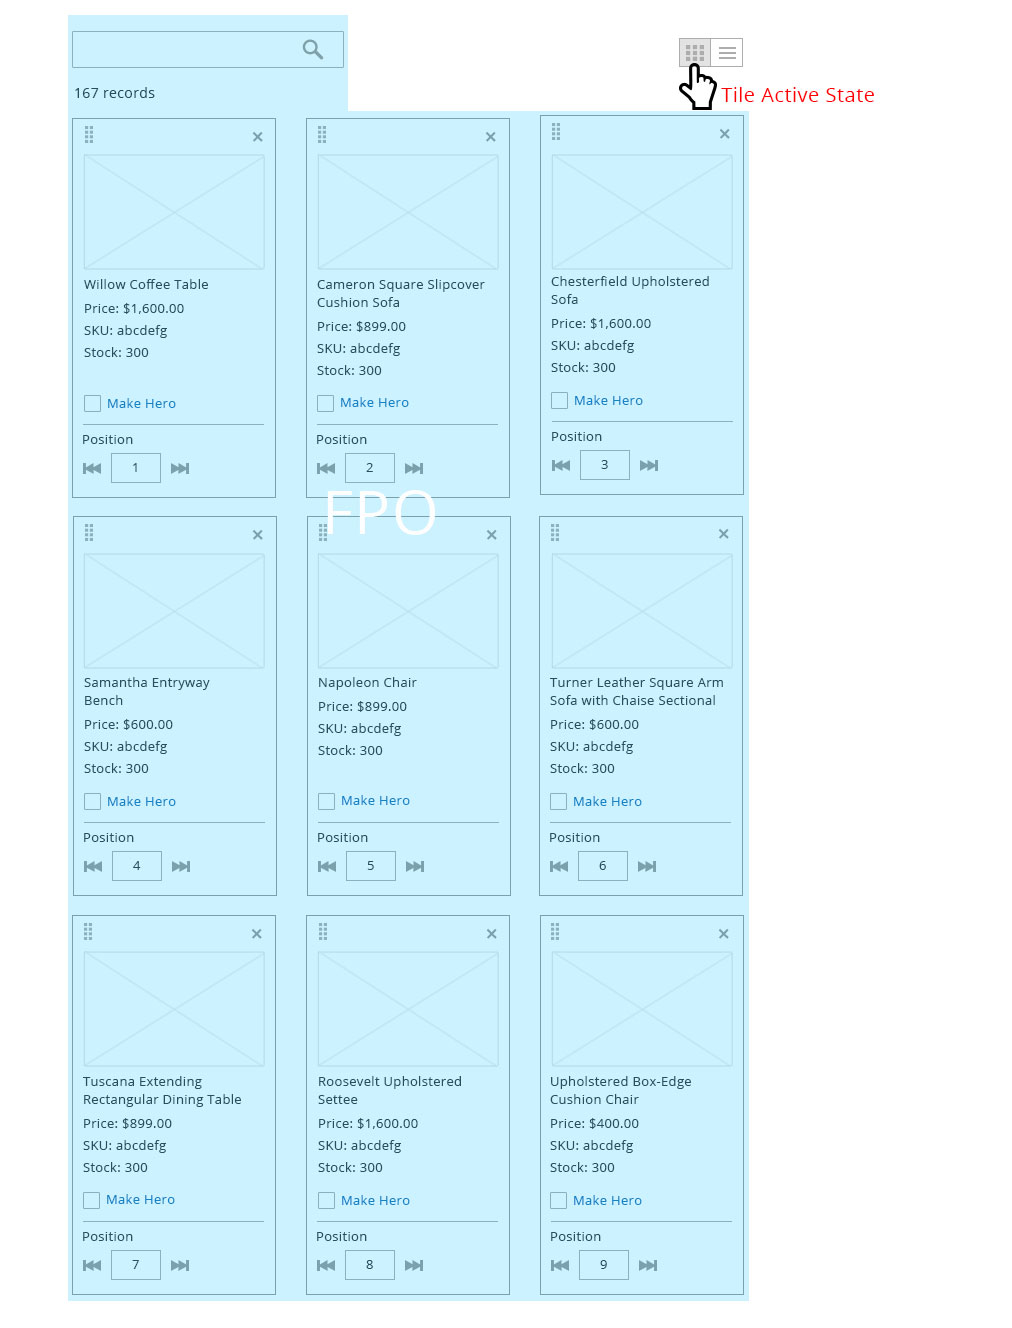 167 records
Tile Active State
Willow Coffee Table
Price: $1,600.00
SKU: abcdefg
Stock: 300
Make Hero
Position
1
Cameron Square Slipcover
Cushion Sofa
Price: $899.00
SKU: abcdefg
Stock: 300
Make Hero
Position
2
Chesterfield Upholstered
Sofa
Price: $1,600.00
SKU: abcdefg
Stock: 300
Make Hero
Position
3
FPO
Samantha Entryway
Bench
Price: $600.00
SKU: abcdefg
Stock: 300
Make Hero
Position
4
Napoleon Chair
Price: $899.00
SKU: abcdefg
Stock: 300
Make Hero
Position
5
Turner Leather Square Arm
Sofa with Chaise Sectional
Price: $600.00
SKU: abcdefg
Stock: 300
Make Hero
Position
6
Tuscana Extending
Rectangular Dining Table
Price: $899.00
SKU: abcdefg
Stock: 300
Make Hero
Position
7
Roosevelt Upholstered
Settee
Price: $1,600.00
SKU: abcdefg
Stock: 300
Make Hero
Position
8
Upholstered Box-Edge
Cushion Chair
Price: $400.00
SKU: abcdefg
Stock: 300
Make Hero
Position
9